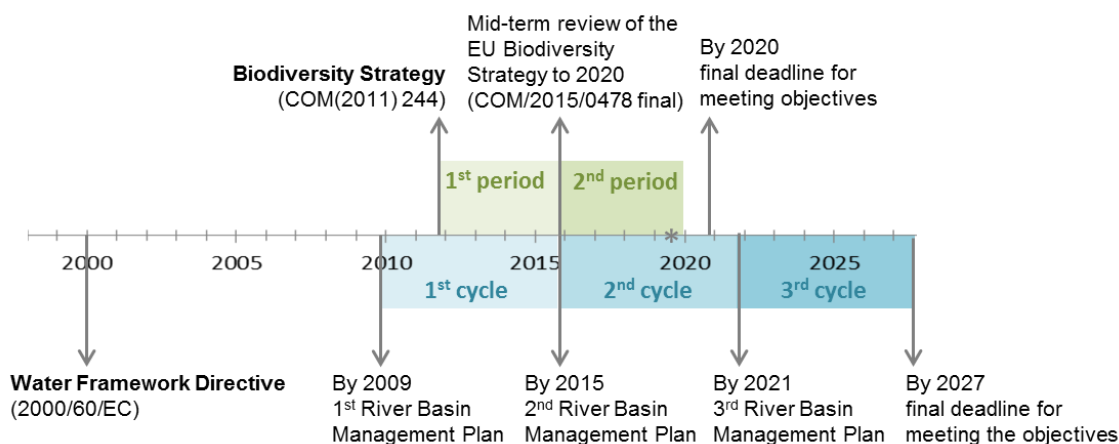 Mid-term review of the
EU Biodiversity
Strategy to 2020
(COM/2015/0478 final)
Biodiversity Strategy
(COM(2011) 244)
By 2020
final deadline for
meeting objectives
1st period
2nd period
*
2000
2005
2010
2015
2020
2025
1st cycle
2nd cycle
3rd cycle
Water Framework Directive
(2000/60/EC)
By 2009
1st River Basin
Management Plan
By 2015
2nd River Basin
Management Plan
By 2021
3rd River Basin
Management Plan
By 2027
final deadline for
meeting the objectives